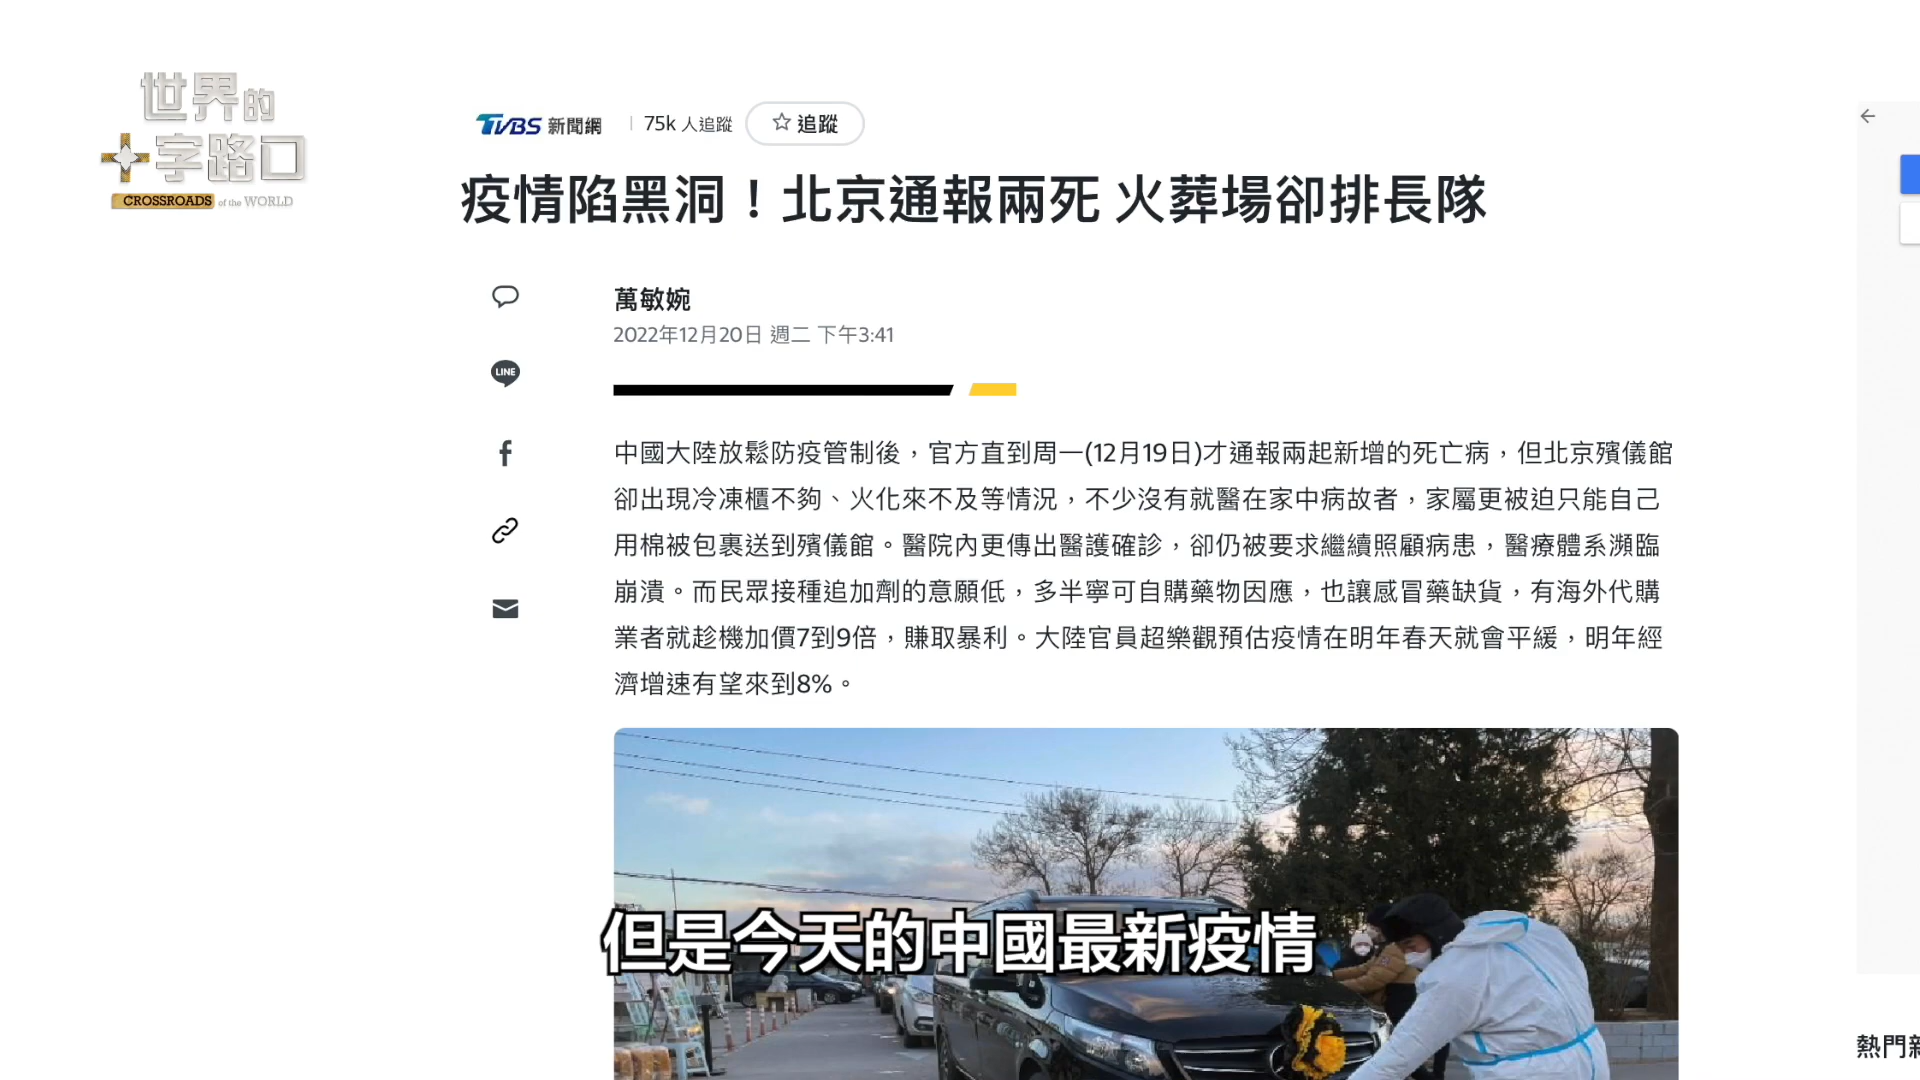 世界的
十字路口
CROSSROADS of the WORLD
TVBS 新聞網 75k 人追蹤 追蹤
疫情陷黑洞！北京通報兩死 火葬場卻排長隊
萬敏婉
2022年12月20日 週二 下午3:41
LINE
中國大陸放鬆防疫管制後，官方直到周一(12月19日)才通報兩起新增的死亡病，但北京殯儀館
卻出現冷凍櫃不夠、火化來不及等情況，不少沒有就醫在家中病故者，家屬更被迫只能自己
用棉被包裹送到殯儀館。醫院內更傳出醫護確診，卻仍被要求繼續照顧病患，醫療體系瀕臨
崩潰。而民眾接種追加劑的意願低，多半寧可自購藥物因應，也讓感冒藥缺貨，有海外代購
業者就趁機加價7到9倍，賺取暴利。大陸官員超樂觀預估疫情在明年春天就會平緩，明年經
濟增速有望來到8%。
但是今天的中國最新疫情
熱門新